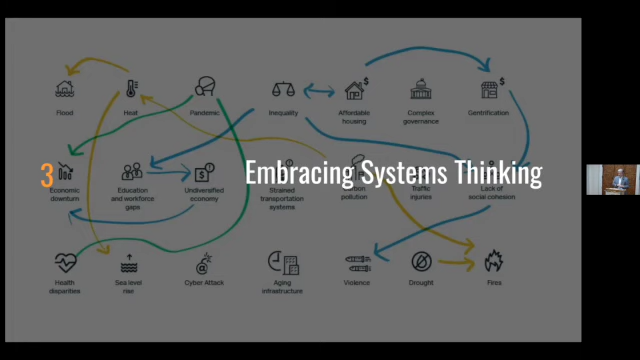 Flood
Heat
Pandemic
Inequality
$
Affordable
housing
Complex
governance
$
Gentrification
3
Embracing Systems Thinking
Economic
downturn
Education
and workforce
gaps
Undiversified
economy
Strained
transportation
systems
Carbon
pollution
Traffic
injuries
Lack of
social cohesion
Health
disparities
Sea level
rise
Cyber Attack
Aging
infrastructure
Violence
Drought
Fires